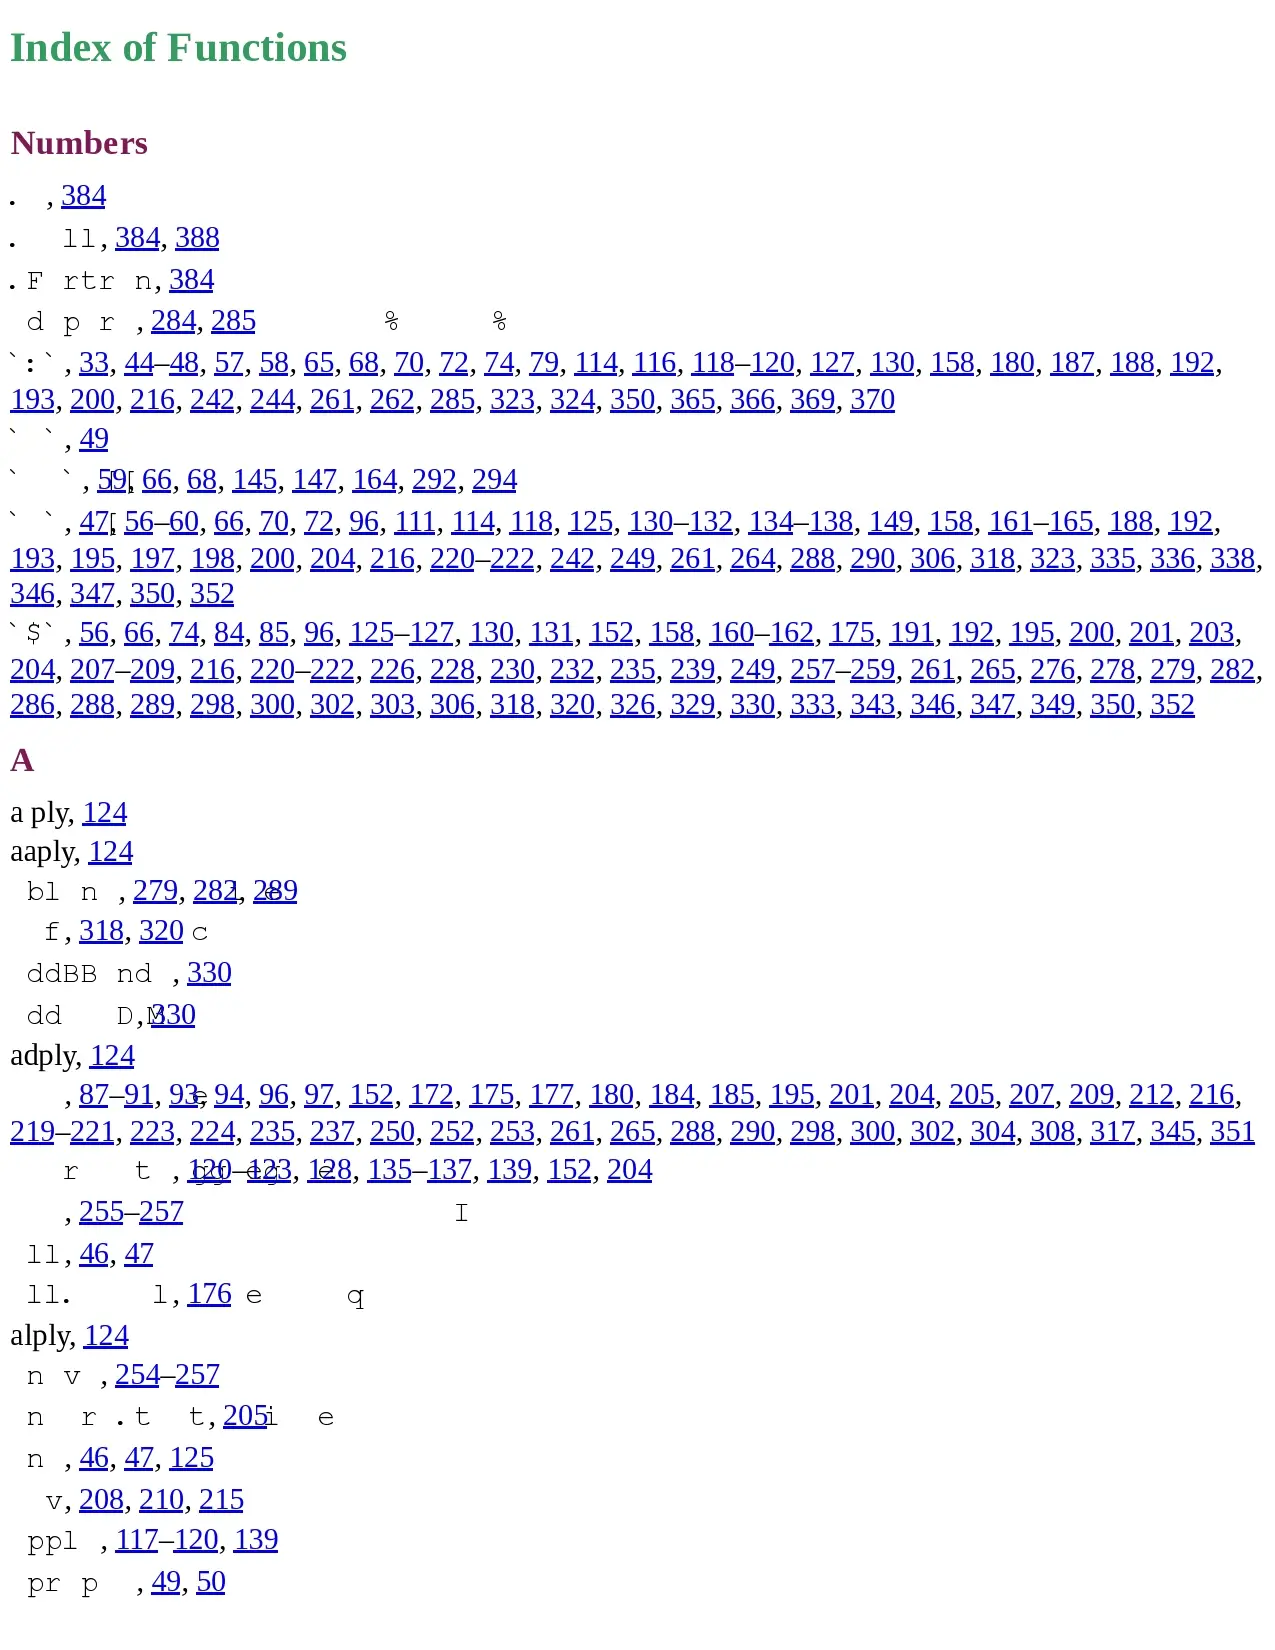 Index of Functions
Numbers
. , 384
. ll, 384, 388
.F rtr n, 384
d p r , 284, 285 % %
`:`, 33, 44–48, 57, 58, 65, 68, 70, 72, 74, 79, 114, 116, 118–120, 127, 130, 158, 180, 187, 188, 192,
193, 200, 216, 242, 244, 261, 262, 285, 323, 324, 350, 365, 366, 369, 370
` `, 49
` `, 59, 66, 68, 145, 147, 164, 292, 294
` `, 47, 56–60, 66, 70, 72, 96, 111, 114, 118, 125, 130–132, 134–138, 149, 158, 161–165, 188, 192,
193, 195, 197, 198, 200, 204, 216, 220–222, 242, 249, 261, 264, 288, 290, 306, 318, 323, 335, 336, 338,
346, 347, 350, 352
`$`, 56, 66, 74, 84, 85, 96, 125–127, 130, 131, 152, 158, 160–162, 175, 191, 192, 195, 200, 201, 203,
204, 207–209, 216, 220–222, 226, 228, 230, 232, 235, 239, 249, 257–259, 261, 265, 276, 278, 279, 282,
286, 288, 289, 298, 300, 302, 303, 306, 318, 320, 326, 329, 330, 333, 343, 346, 347, 349, 350, 352
A
a ply, 124
aaply, 124
bl n , 279, 282, 289
f, 318, 320 c
ddBB nd , 330
dd D, 330
adply, 124
, 87–91, 93, 94, 96, 97, 152, 172, 175, 177, 180, 184, 185, 195, 201, 204, 205, 207, 209, 212, 216,
219–221, 223, 224, 235, 237, 250, 252, 253, 261, 265, 288, 290, 298, 300, 302, 304, 308, 317, 345, 351
r t , 120–123, 128, 135–137, 139, 152, 204
, 255–257 I
ll, 46, 47
ll. l, 176 e q
alply, 124
n v , 254–257
n r .t t, 205 i e
n , 46, 47, 125
v, 208, 210, 215
ppl , 117–120, 139
pr p , 49, 50